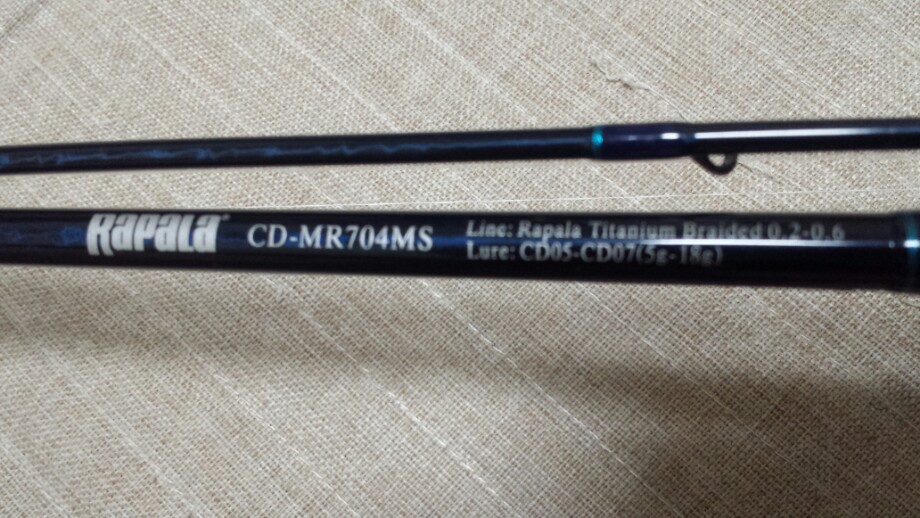 Rapala
CD-MR704MS
Line: Rapala Titanium Braided 0.2-0.6
Lure: CD05-CD07(5g-18g)